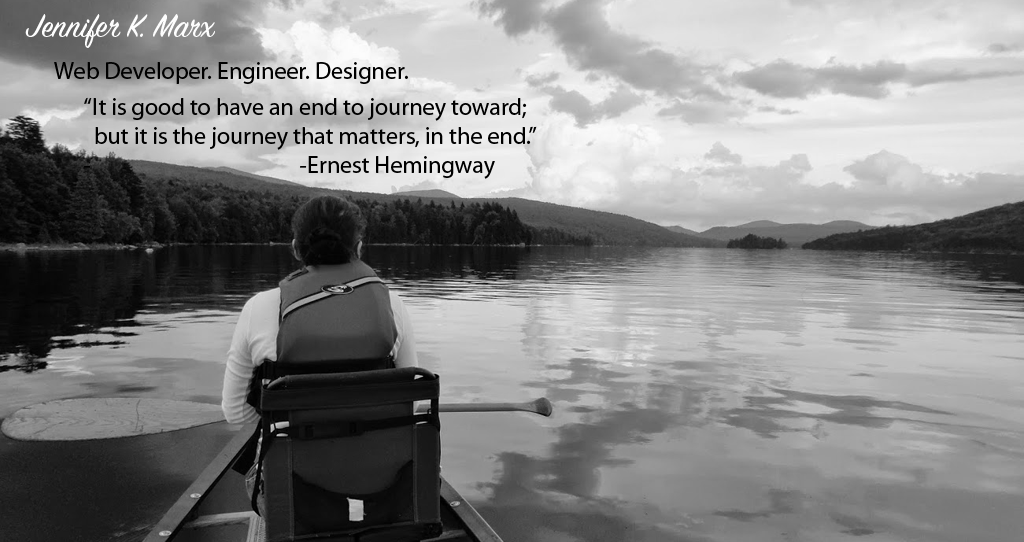 Jennifer K. Marx
Web Developer. Engineer. Designer.
“It is good to have an end to journey toward;
but it is the journey that matters, in the end.”
-Ernest Hemingway